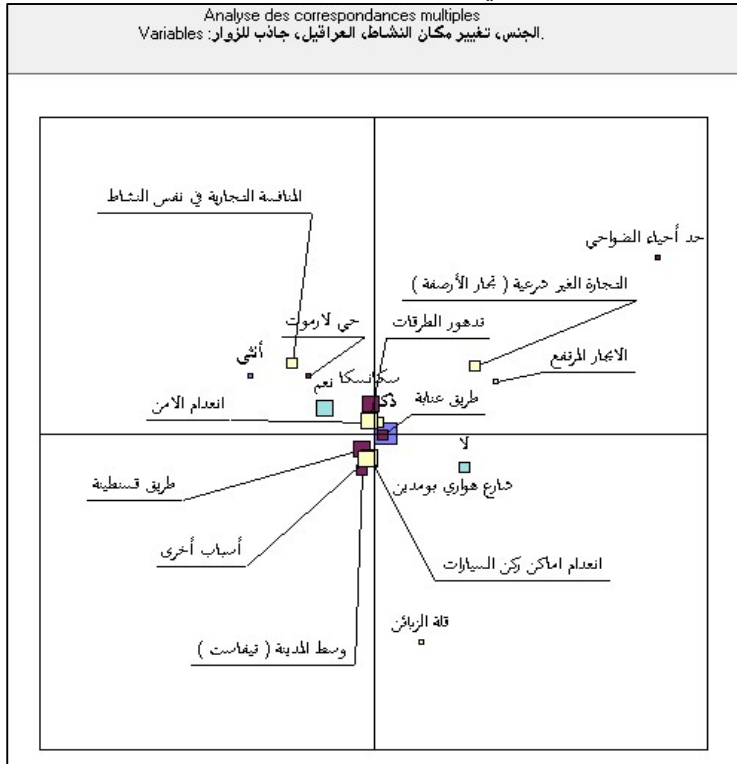 Analyse des correspondances multiples
Variables :الجنس، تغيير مكان النشاط، العراقيل، جاذب للزوار.
المنافسة التجارية في نفس النشاط
حد أحياء الضواحي
التجارة الغير شرعية ( تجار الأرصفة )
تدهور الطرقات
حي لارموت
الايجار المرتفع
أنثى
سكانسكا
نعم
ذكر
طريق عنابة
انعدام الامن
لا
شارع هواري بومدين
طريق قسنطينة
أسباب أخرى
انعدام اماكن ركن السيارات
قلة الزبائن
وسط المدينة ( تيفاست )